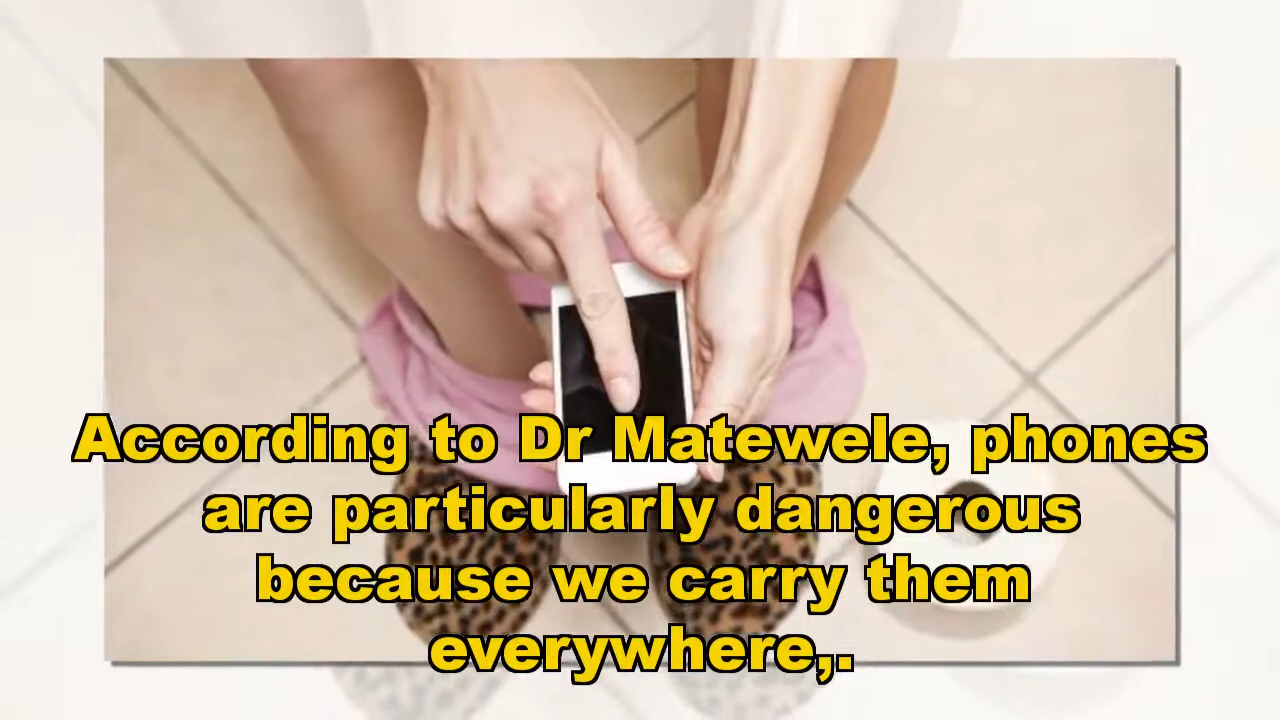 According to Dr Matewele, phones
are particularly dangerous
because we carry them
everywhere,.